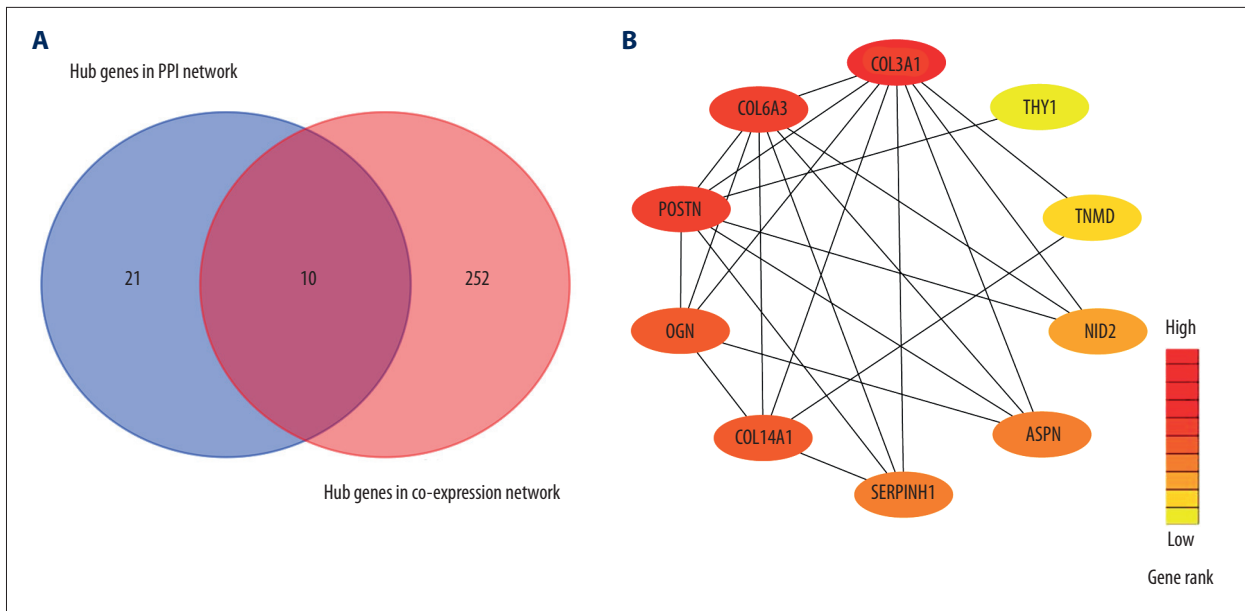 A
Hub genes in PPI network
21
10
252
Hub genes in co-expression network
B
COL3A1
COL6A3
THY1
POSTN
TNMD
OGN
NID2
COL14A1
ASPN
SERPINH1
High
Low
Gene rank